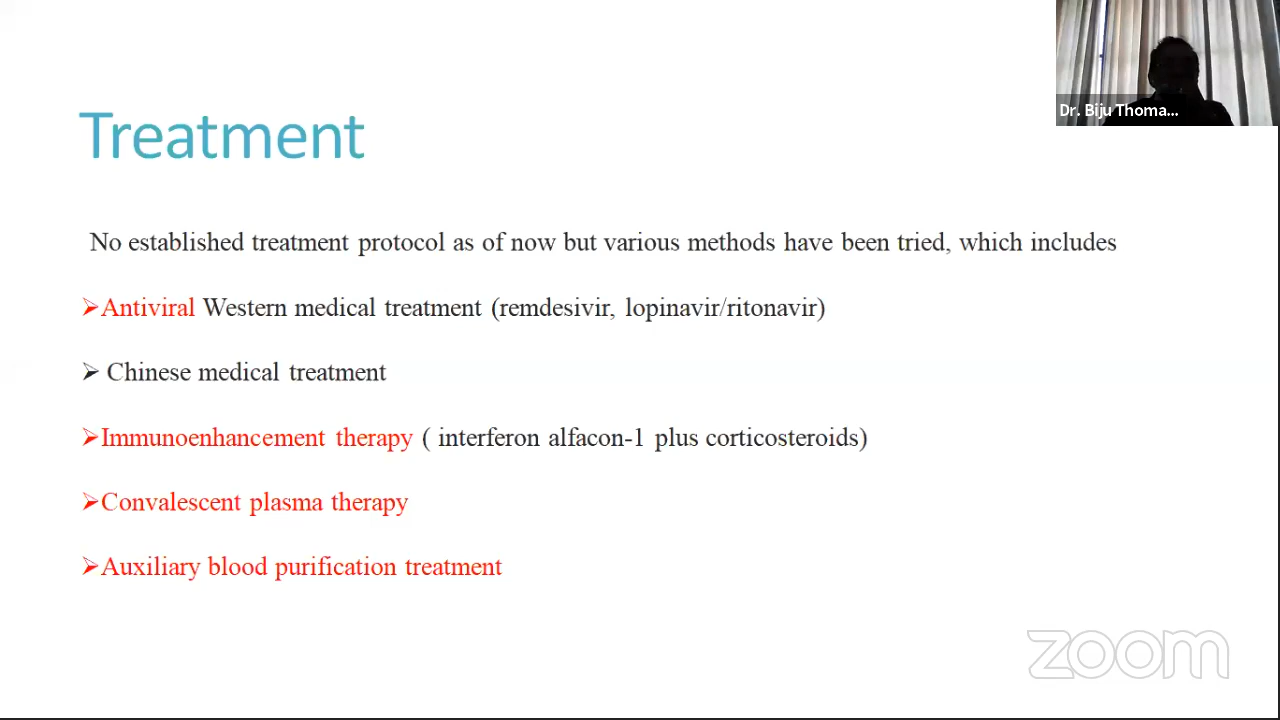 Dr. Biju Thoma...
Treatment
No established treatment protocol as of now but various methods have been tried, which includes
➢Antiviral Western medical treatment (remdesivir, lopinavir/ritonavir)
➢ Chinese medical treatment
➢Immunoenhancement therapy ( interferon alfacon-1 plus corticosteroids)
➢Convalescent plasma therapy
➢Auxiliary blood purification treatment
zoom